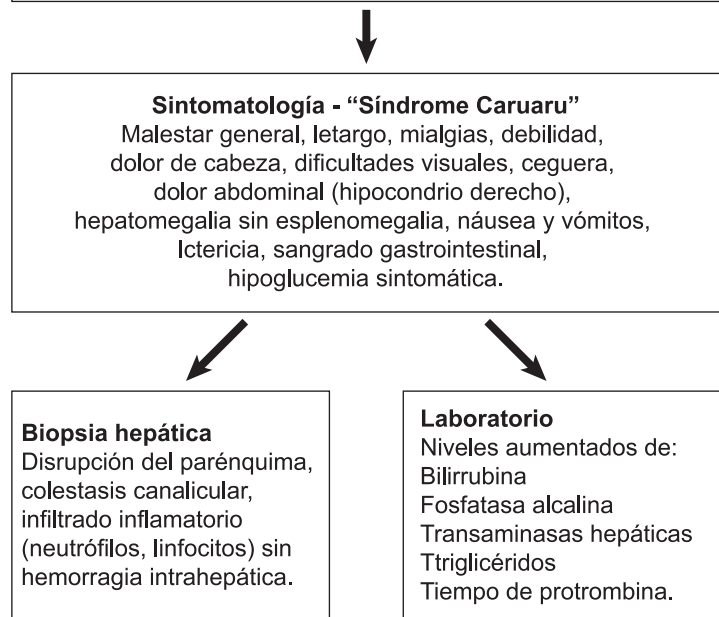 Sintomatología - “Síndrome Caruaru”
Malestar general, letargo, mialgias, debilidad,
dolor de cabeza, dificultades visuales, ceguera,
dolor abdominal (hipocondrio derecho),
hepatomegalia sin esplenomegalia, náusea y vómitos,
Ictericia, sangrado gastrointestinal,
hipoglucemia sintomática.
Biopsia hepática
Disrupción del parénquima,
colestasis canalicular,
infiltrado inflamatorio
(neutrófilos, linfocitos) sin
hemorragia intrahepática.
Laboratorio
Niveles aumentados de:
Bilirrubina
Fosfatasa alcalina
Transaminasas hepáticas
Ttriglicéridos
Tiempo de protrombina.